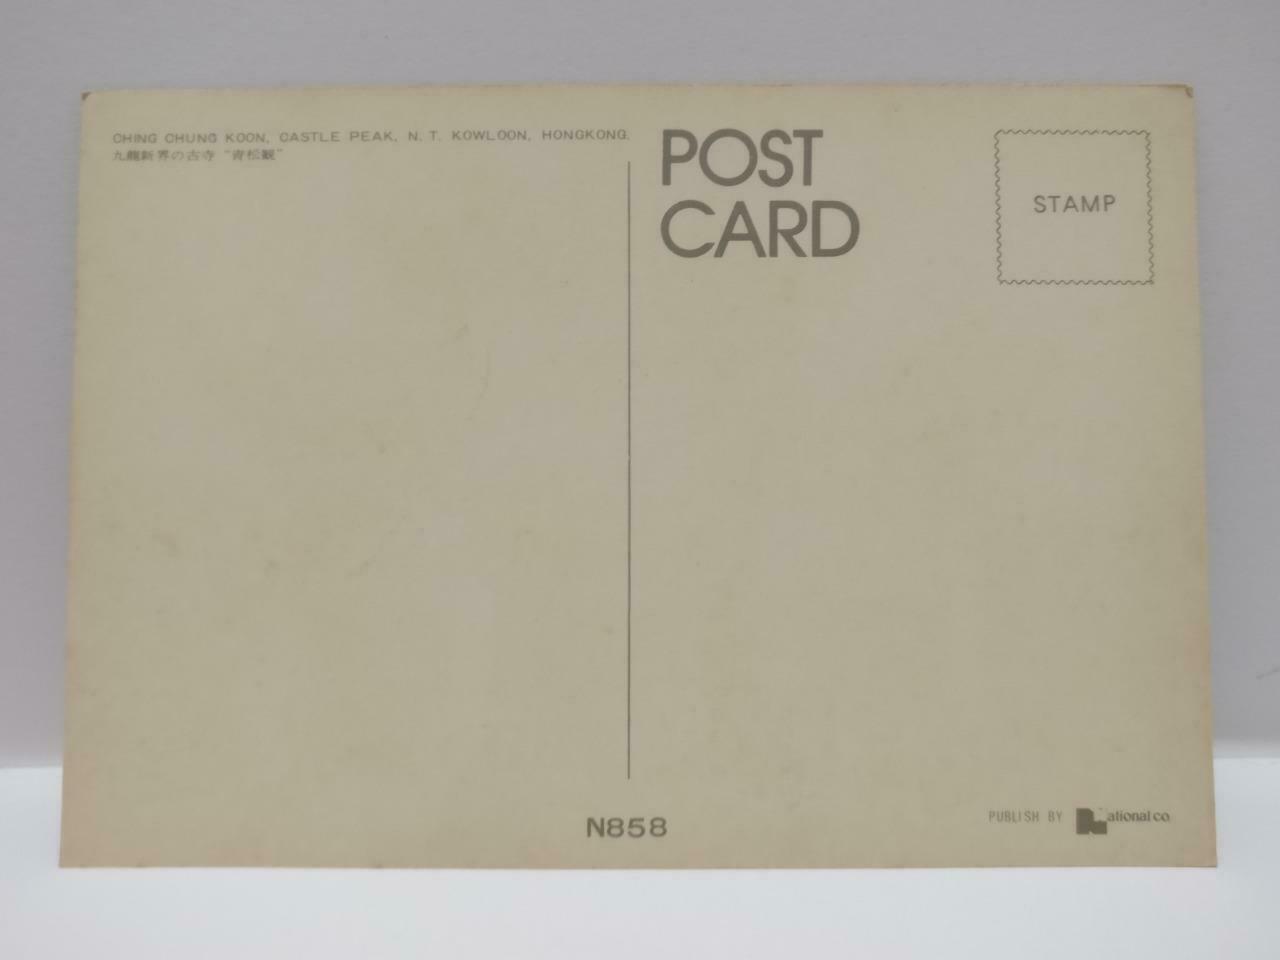 CHING CHUNG KOON, CASTLE PEAK, N. T. KOWLOON, HONGKONG.
九龍新界の古寺 “青松観”
POST
CARD
STAMP
N858
PUBLISH BY National co.